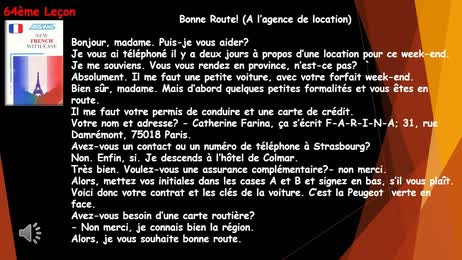 64ème Leçon
Bonne Route! (A l’agence de location)
NEW
FRENCH
WITH EASE
Bonjour, madame. Puis-je vous aider?
Je vous ai téléphoné il y a deux jours à propos d’une location pour ce week-end.
Je me souviens. Vous vous rendez en province, n’est-ce pas?
Absolument. Il me faut une petite voiture, avec votre forfait week-end.
Bien sûr, madame. Mais d’abord quelques petites formalités et vous êtes en
route.
Il me faut votre permis de conduire et une carte de crédit.
Votre nom et adresse? - Catherine Farina, ça s’écrit F-A-R-I-N-A; 31, rue
Damrémont, 75018 Paris.
Avez-vous un contact ou un numéro de téléphone à Strasbourg?
Non. Enfin, si. Je descends à l’hôtel de Colmar.
Très bien. Voulez-vous une assurance complémentaire?- non merci.
Alors, mettez vos initiales dans les cases A et B et signez en bas, s’il vous plaît.
Voici donc votre contrat et les clés de la voiture. C’est la Peugeot verte en
face.
Avez-vous besoin d’une carte routière?
- Non merci, je connais bien la région.
Alors, je vous souhaite bonne route.